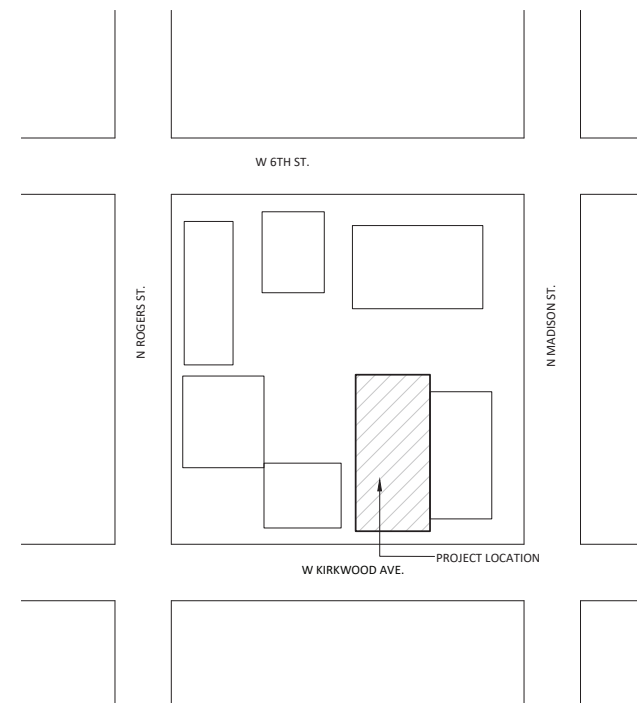 W 6TH ST.
N ROGERS ST.
N MADISON ST.
PROJECT LOCATION
W KIRKWOOD AVE.